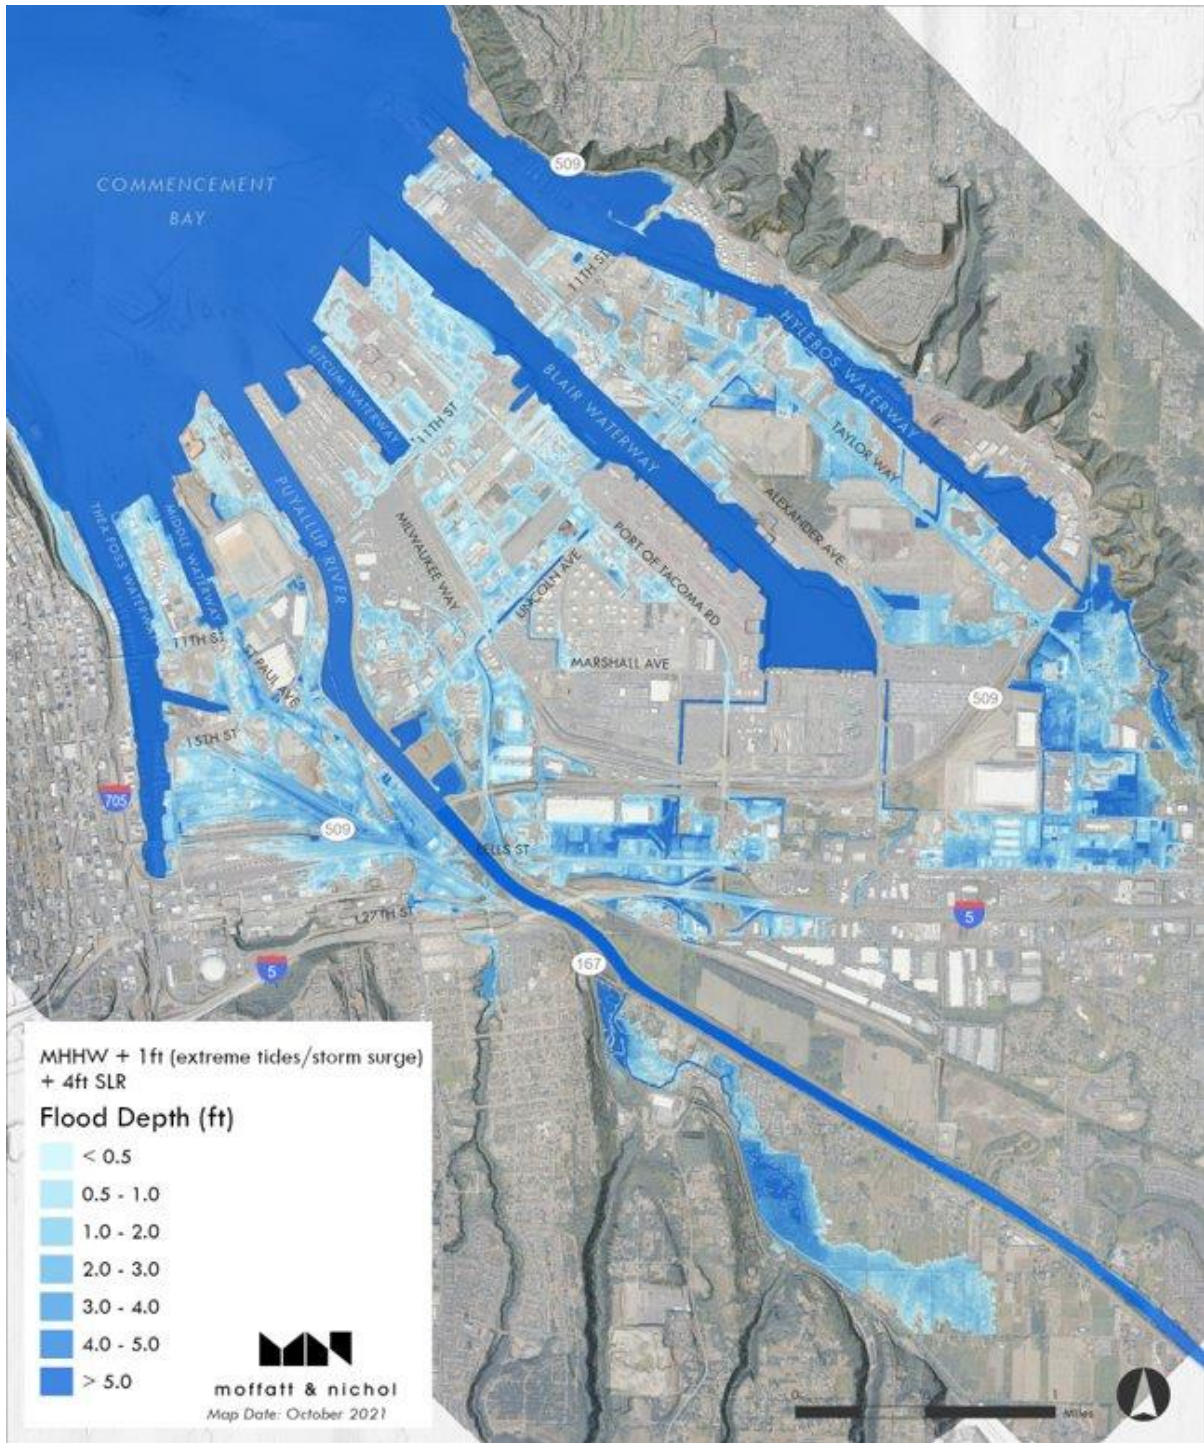 COMMENCEMENT
BAY
509
11TH ST
HYLEBOS WATERWAY
SITCUM WATERWAY
BLAIR WATERWAY
11TH ST
TAYLOR WAY
PUYALLUP RIVER
THEA FOSS WATERWAY
MIDDLE WATERWAY
MILWAUKEE WAY
LINCOLN AVE
PORT OF TACOMA RD
ALEXANDER AVE
11TH ST
ST PAUL AVE
MARSHALL AVE
509
15TH ST
705
509
27TH ST
5
5
167
MHHW + 1ft (extreme tides/storm surge)
+ 4ft SLR
Flood Depth (ft)
< 0.5
0.5 - 1.0
1.0 - 2.0
2.0 - 3.0
3.0 - 4.0
4.0 - 5.0
> 5.0
moffatt & nichol
Map Date: October 2021
0 1
Miles